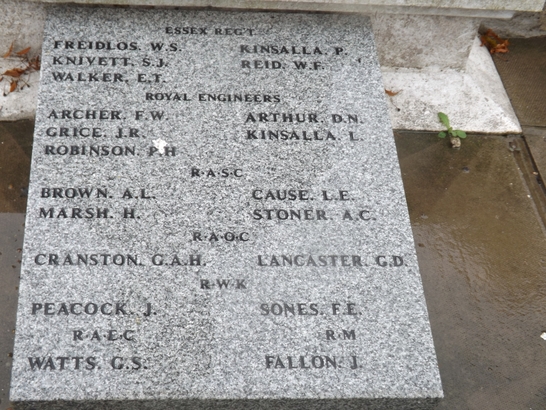 ESSEX REG'T
FREIDLOS. W.S. KINSALLA. P.
KNIVETT. S.J. REID. W.F.
WALKER. E.T.
ROYAL ENGINEERS
ARCHER. F.W. ARTHUR. D.N.
GRICE. J.R. KINSALLA. L.
ROBINSON. P.H
R·A·S·C
BROWN. A.L. CAUSE. L.E.
MARSH. H. STONER. A.C.
R·A·O·C
CRANSTON. G.A.H. LANCASTER. G.D.
R·W·K
PEACOCK. J. SONES. F.E.
R·A·E·C R·M
WATTS. G.S. FALLON. J.